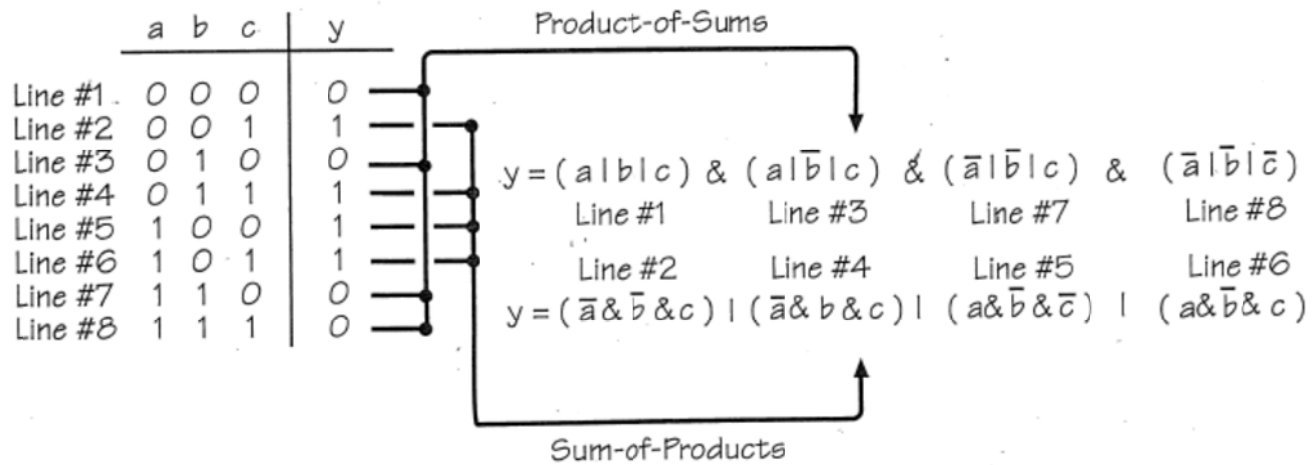 Product-of-Sums
a b c y
Line #1 0 0 0 0
Line #2 0 0 1 1
Line #3 0 1 0 0
Line #4 0 1 1 1
Line #5 1 0 0 1
Line #6 1 0 1 1
Line #7 1 1 0 0
Line #8 1 1 1 0
y = ( a | b | c ) & ( a | b̅ | c ) & ( a̅ | b̅ | c ) & ( a̅ | b̅ | c̅ )
Line #1 Line #3 Line #7 Line #8
Line #2 Line #4 Line #5 Line #6
y = ( a̅ & b̅ & c ) | ( a̅ & b & c ) | ( a & b̅ & c̅ ) | ( a & b̅ & c )
Sum-of-Products